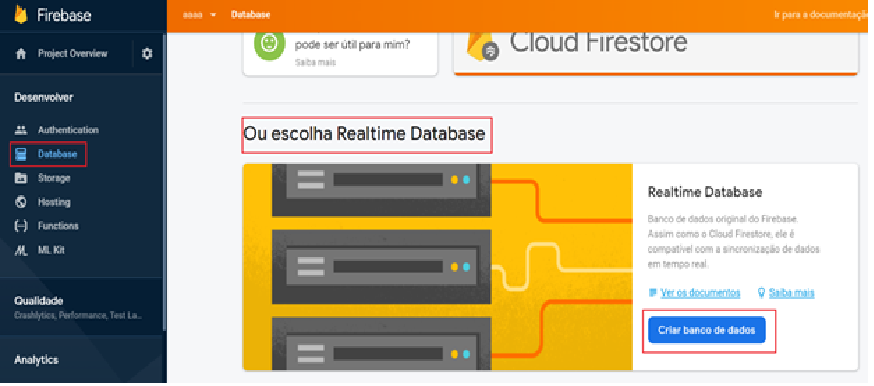 Firebase
Project Overview
Desenvolver
Authentication
Database
Storage
Hosting
Functions
ML Kit
Qualidade
Crashlytics, Performance, Test La...
Analytics
aaaa
Database
Ir para a documentação
pode ser útil para mim?
Saiba mais
Cloud Firestore
Ou escolha Realtime Database
Realtime Database
Banco de dados original do Firebase.
Assim como o Cloud Firestore, ele é
compatível com a sincronização de dados
em tempo real.
Ver os documentos
Saiba mais
Criar banco de dados